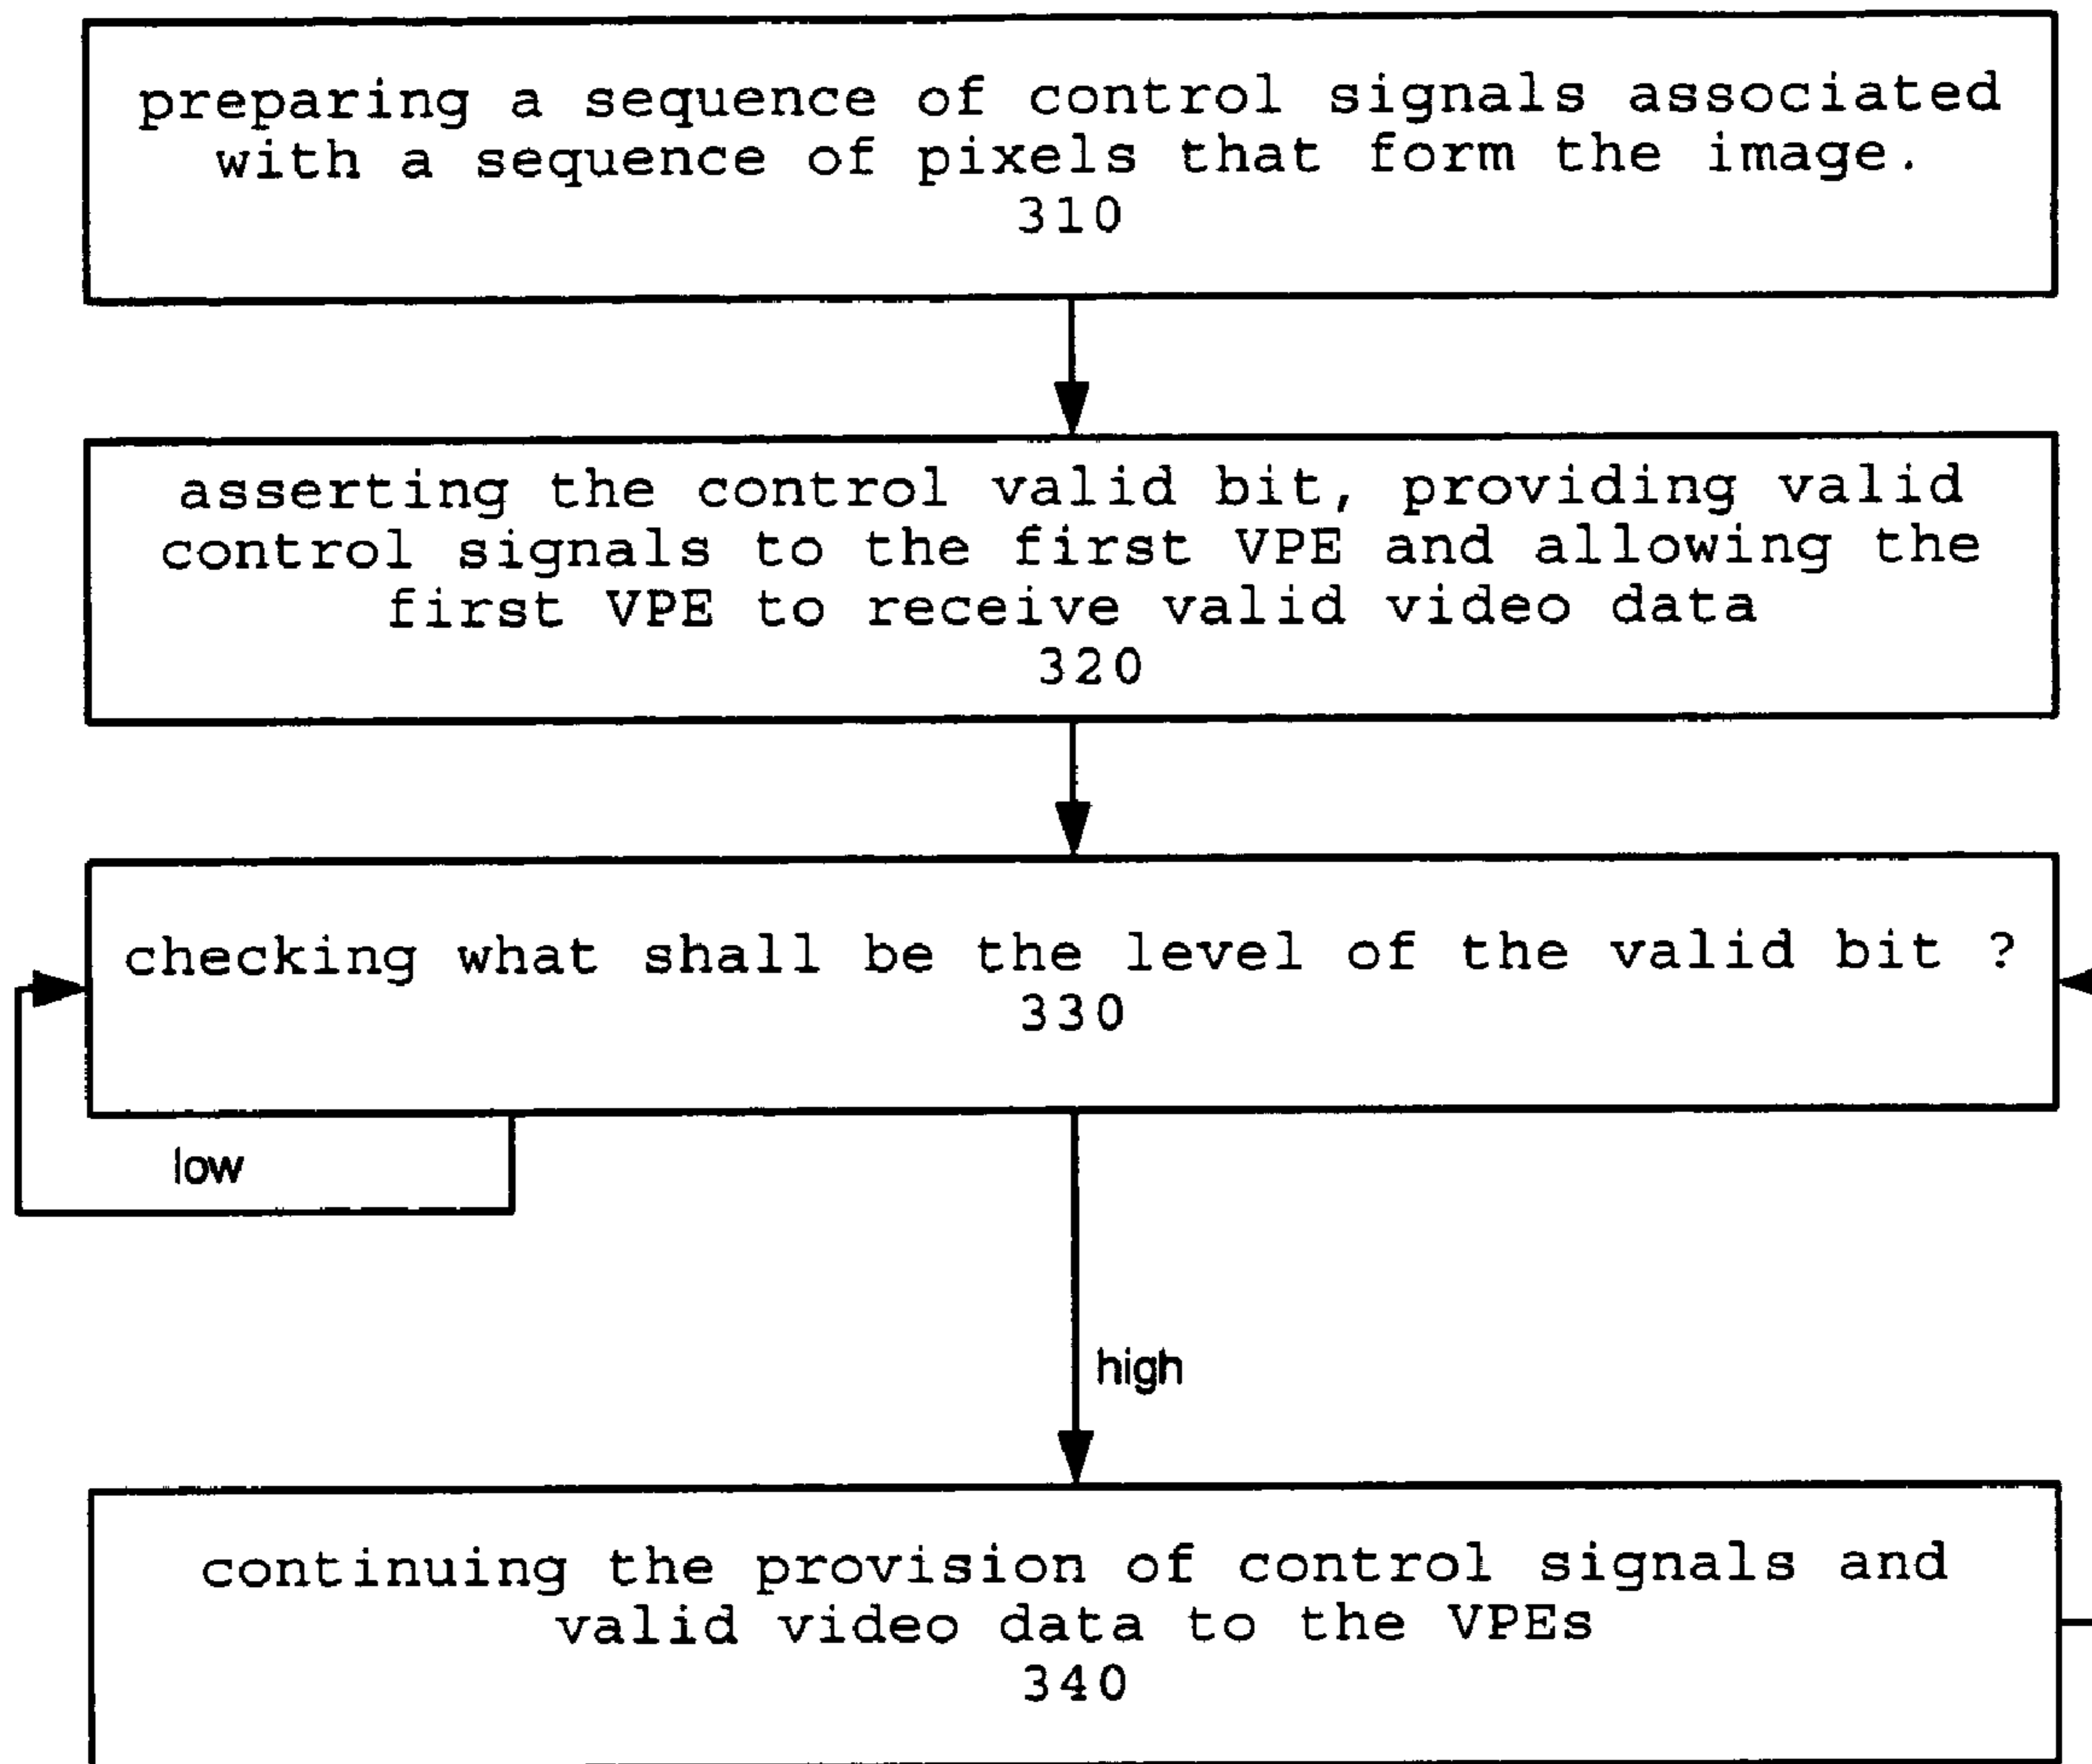 preparing a sequence of control signals associated
with a sequence of pixels that form the image.
310
asserting the control valid bit, providing valid
control signals to the first VPE and allowing the
first VPE to receive valid video data
320
checking what shall be the level of the valid bit ?
330
low
high
continuing the provision of control signals and
valid video data to the VPEs
340